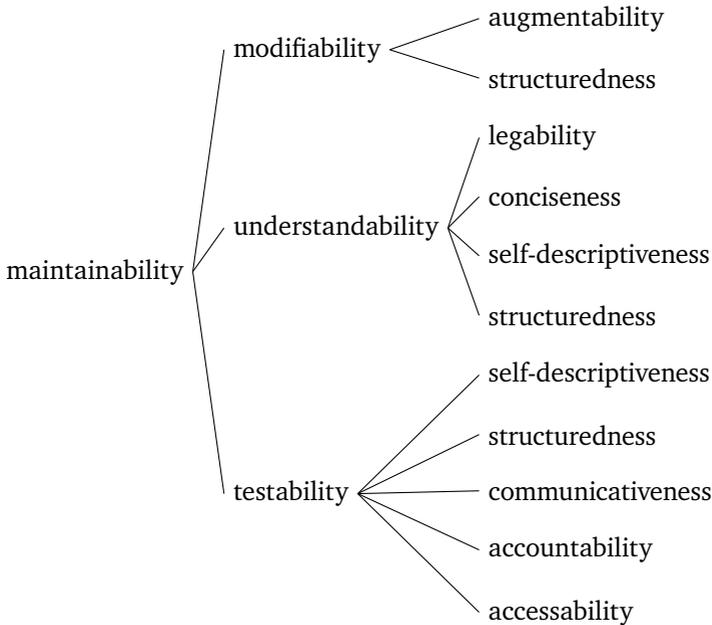 augmentability
modifiability
structuredness
legability
conciseness
understandability
self-descriptiveness
maintainability
structuredness
self-descriptiveness
structuredness
testability
communicativeness
accountability
accessability